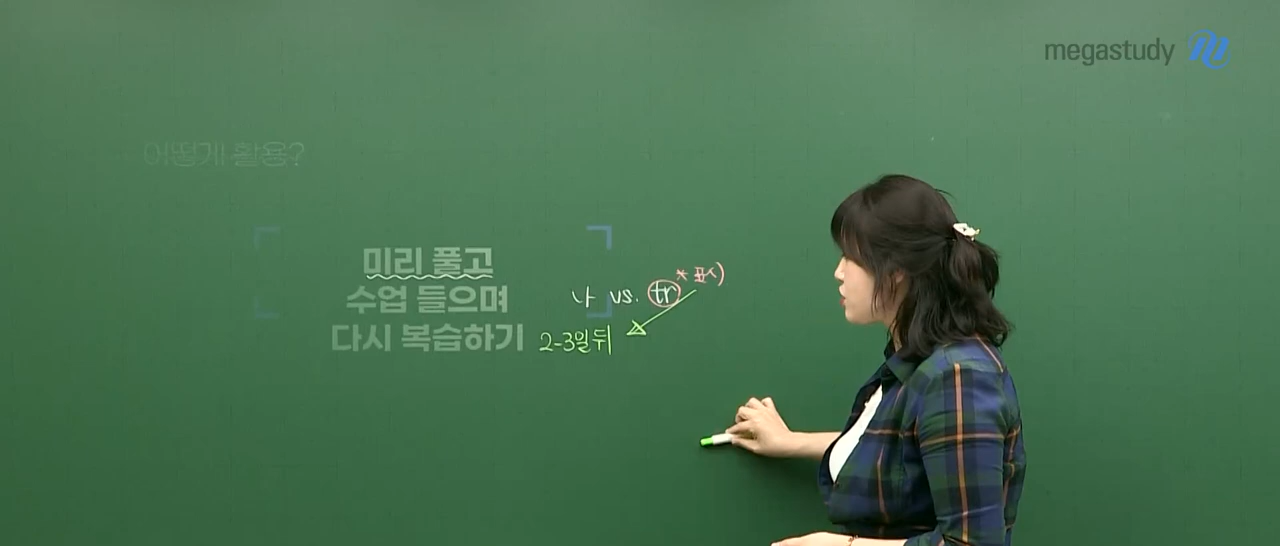 megastudy
어떻게 활용?
미리 풀고
수업 들으며
다시 복습하기
* 표시)
나 vs. tr
2-3일 뒤